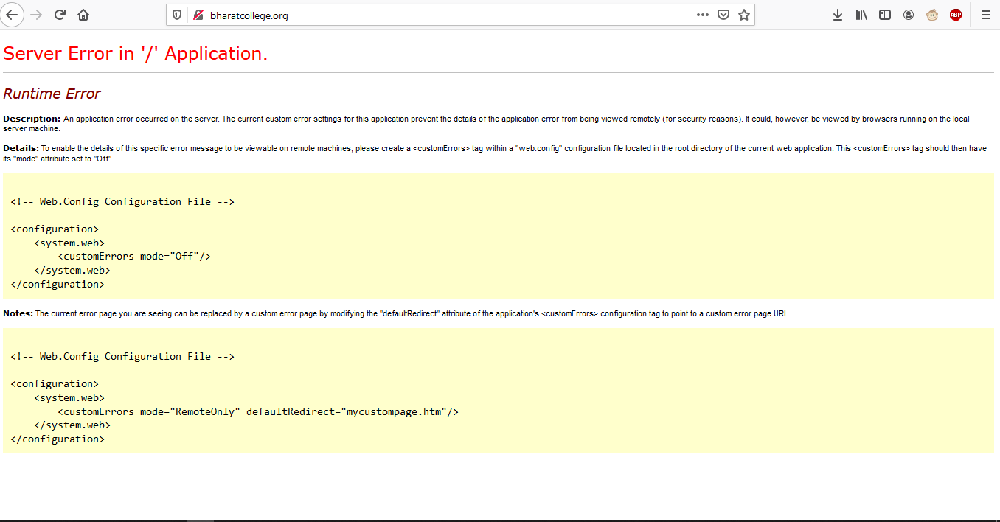 bharatcollege.org
ABP
Server Error in '/' Application.
Runtime Error
Description: An application error occurred on the server. The current custom error settings for this application prevent the details of the application error from being viewed remotely (for security reasons). It could, however, be viewed by browsers running on the local
server machine.
Details: To enable the details of this specific error message to be viewable on remote machines, please create a <customErrors> tag within a "web.config" configuration file located in the root directory of the current web application. This <customErrors> tag should then have
its "mode" attribute set to "Off".
<!-- Web.Config Configuration File -->
<configuration>
    <system.web>
        <customErrors mode="Off"/>
    </system.web>
</configuration>
Notes: The current error page you are seeing can be replaced by a custom error page by modifying the "defaultRedirect" attribute of the application's <customErrors> configuration tag to point to a custom error page URL.
<!-- Web.Config Configuration File -->
<configuration>
    <system.web>
        <customErrors mode="RemoteOnly" defaultRedirect="mycustompage.htm"/>
    </system.web>
</configuration>